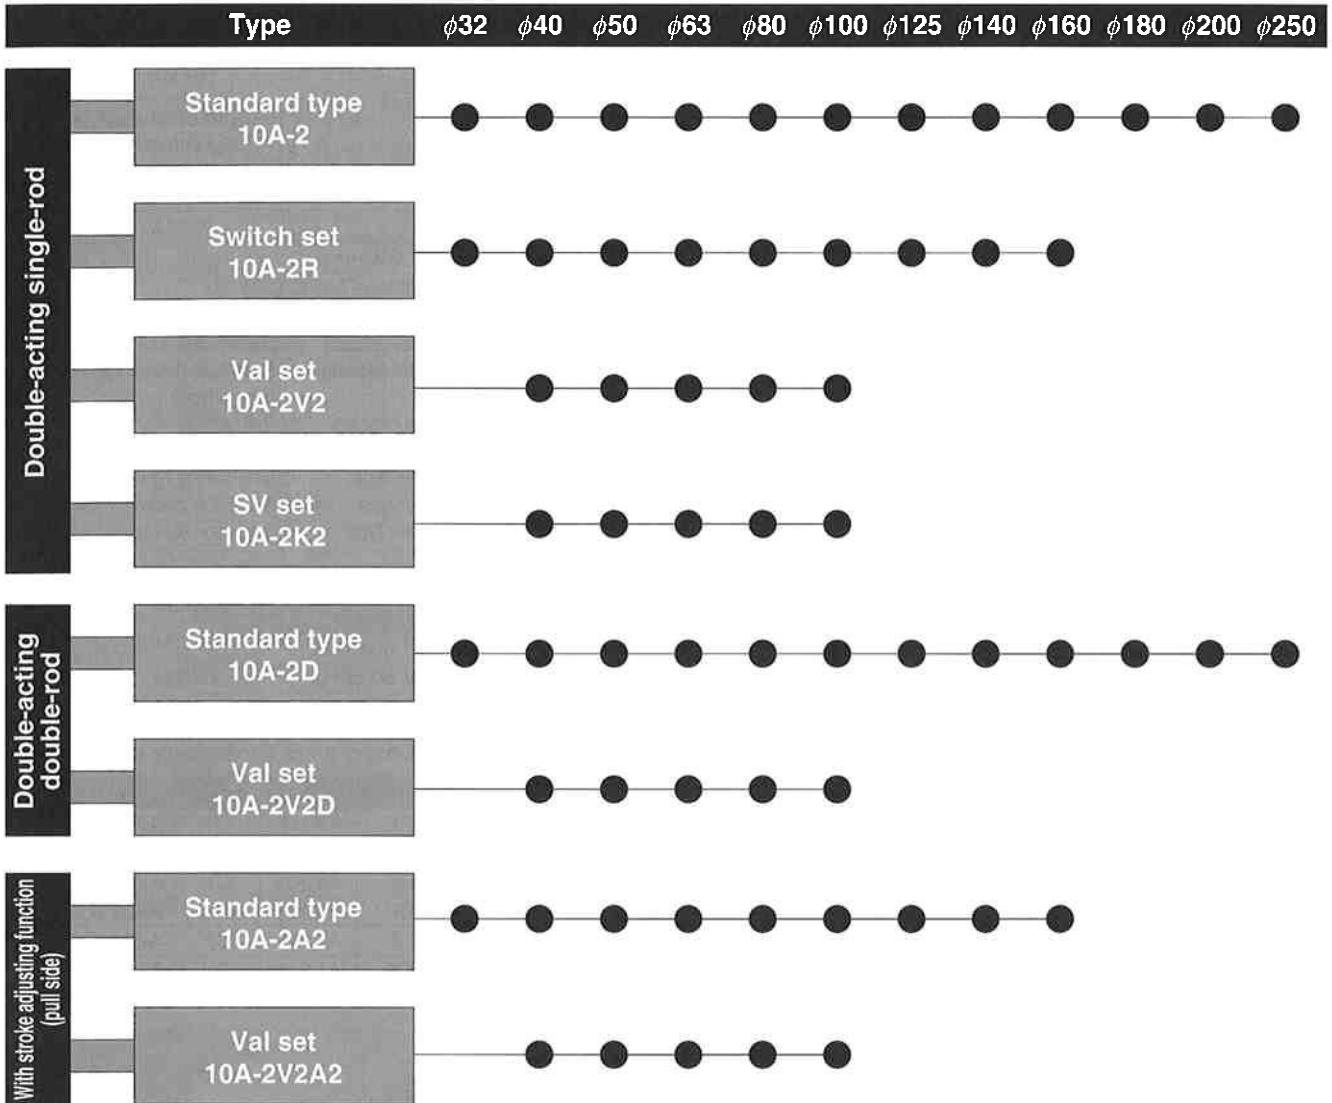 Type φ32 φ40 φ50 φ63 φ80 φ100 φ125 φ140 φ160 φ180 φ200 φ250
Double-acting single-rod
Standard type
10A-2
Switch set
10A-2R
Val set
10A-2V2
SV set
10A-2K2
Double-acting
double-rod
Standard type
10A-2D
Val set
10A-2V2D
With stroke adjusting function
(pull side)
Standard type
10A-2A2
Val set
10A-2V2A2